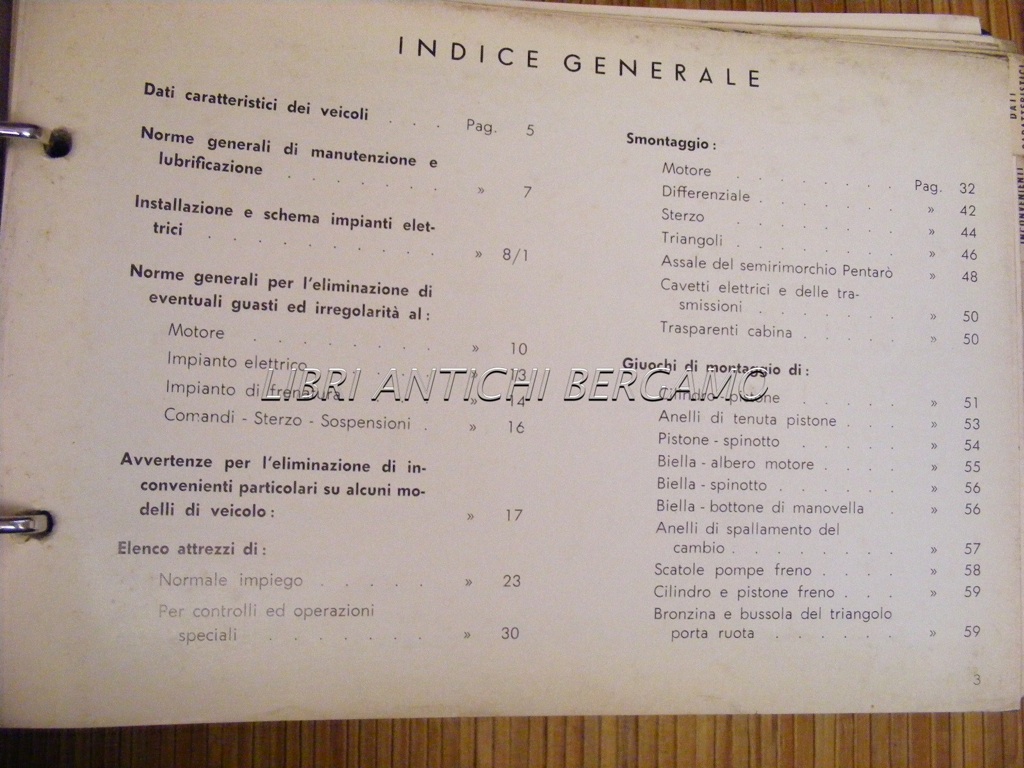 INDICE GENERALE
Dati caratteristici dei veicoli . . . Pag. 5
Norme generali di manutenzione e
lubrificazione . . . . . . . » 7
Installazione e schema impianti elet-
trici . . . . . . . . . » 8/1
Norme generali per l'eliminazione di
eventuali guasti ed irregolarità al :
Motore . . . . . . . . » 10
Impianto elettrico . . . . . » 13
Impianto di frenatura . . . . » 14
Comandi - Sterzo - Sospensioni . » 16
Avvertenze per l'eliminazione di in-
convenienti particolari su alcuni mo-
delli di veicolo : » 17
Elenco attrezzi di :
Normale impiego . . . . . » 23
Per controlli ed operazioni
speciali . . . . . . . » 30
Smontaggio :
Motore . . . . . . . . Pag. 32
Differenziale . . . . . . . » 42
Sterzo . . . . . . . . » 44
Triangoli . . . . . . . » 46
Assale del semirimorchio Pentarò » 48
Cavetti elettrici e delle tra-
smissioni . . . . . . . » 50
Trasparenti cabina . . . . . » 50
Giuochi di montaggio di :
Cilindro - pistone . . . . . » 51
Anelli di tenuta pistone . . . » 53
Pistone - spinotto . . . . . » 54
Biella - albero motore . . . . » 55
Biella - spinotto . . . . . . » 56
Biella - bottone di manovella . » 56
Anelli di spallamento del
cambio . . . . . . . . » 57
Scatole pompe freno . . . . » 58
Cilindro e pistone freno . . . » 59
Bronzina e bussola del triangolo
porta ruota . . . . . . » 59
3
LIBRI ANTICHI BERGAMO
DATI